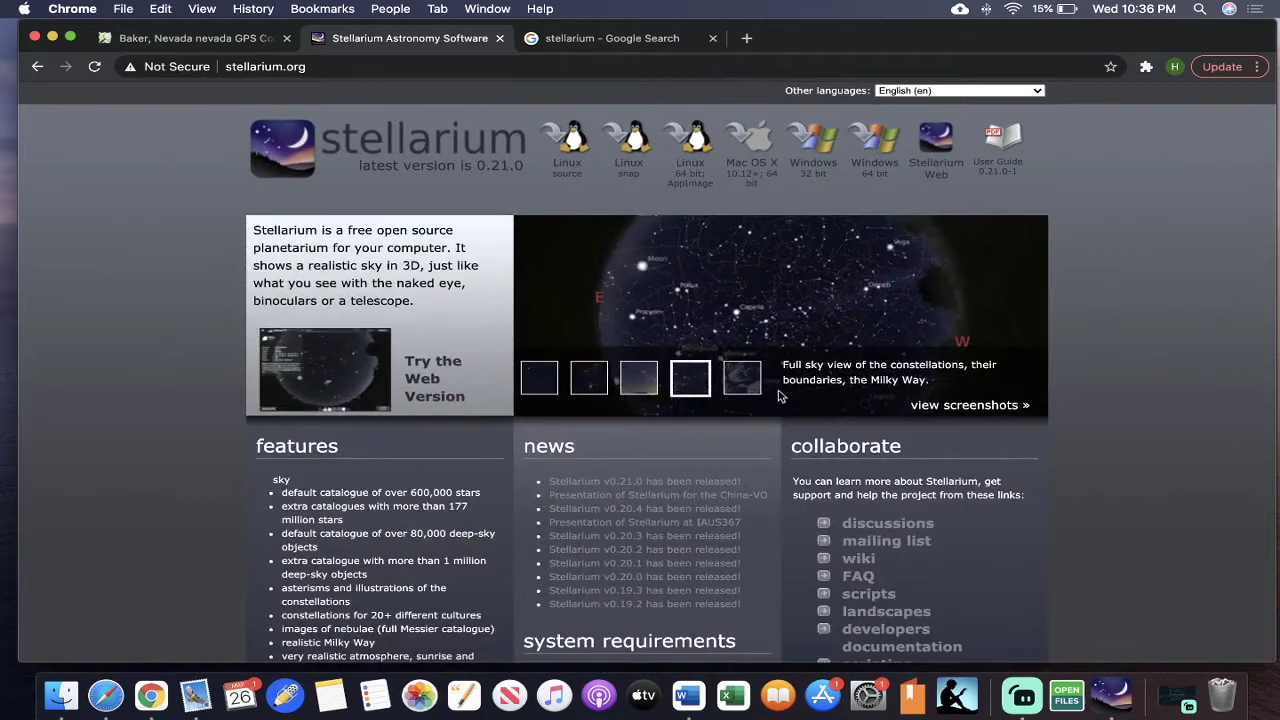 Chrome File Edit View History Bookmarks People Tab Window Help 15% Wed 10:36 PM
Baker, Nevada nevada GPS Co Stellarium Astronomy Software stellarium - Google Search
Not Secure stellarium.org H Update
Other languages: English (en)
stellarium
latest version is 0.21.0
Linux
source
Linux
snap
Linux
64 bit;
AppImage
Mac OS X
10.12+; 64
bit
Windows
32 bit
Windows
64 bit
Stellarium
Web
PDF
User Guide
0.21.0-1
Stellarium is a free open source
planetarium for your computer. It
shows a realistic sky in 3D, just like
what you see with the naked eye,
binoculars or a telescope.
Try the
Web
Version
Vega
Moon
Pollux
Deneb
E
Procyon
Capella
W
Full sky view of the constellations, their
boundaries, the Milky Way.
view screenshots »
features
sky
default catalogue of over 600,000 stars
extra catalogues with more than 177
million stars
default catalogue of over 80,000 deep-sky
objects
extra catalogue with more than 1 million
deep-sky objects
asterisms and illustrations of the
constellations
constellations for 20+ different cultures
images of nebulae (full Messier catalogue)
realistic Milky Way
very realistic atmosphere, sunrise and
news
Stellarium v0.21.0 has been released!
Presentation of Stellarium for the China-VO
Stellarium v0.20.4 has been released!
Presentation of Stellarium at IAUS367
Stellarium v0.20.3 has been released!
Stellarium v0.20.2 has been released!
Stellarium v0.20.1 has been released!
Stellarium v0.20.0 has been released!
Stellarium v0.19.3 has been released!
Stellarium v0.19.2 has been released!
system requirements
collaborate
You can learn more about Stellarium, get
support and help the project from these links:
discussions
mailing list
wiki
FAQ
scripts
landscapes
developers
documentation
MAY 1
26
tv
1
1
OPEN
FILES